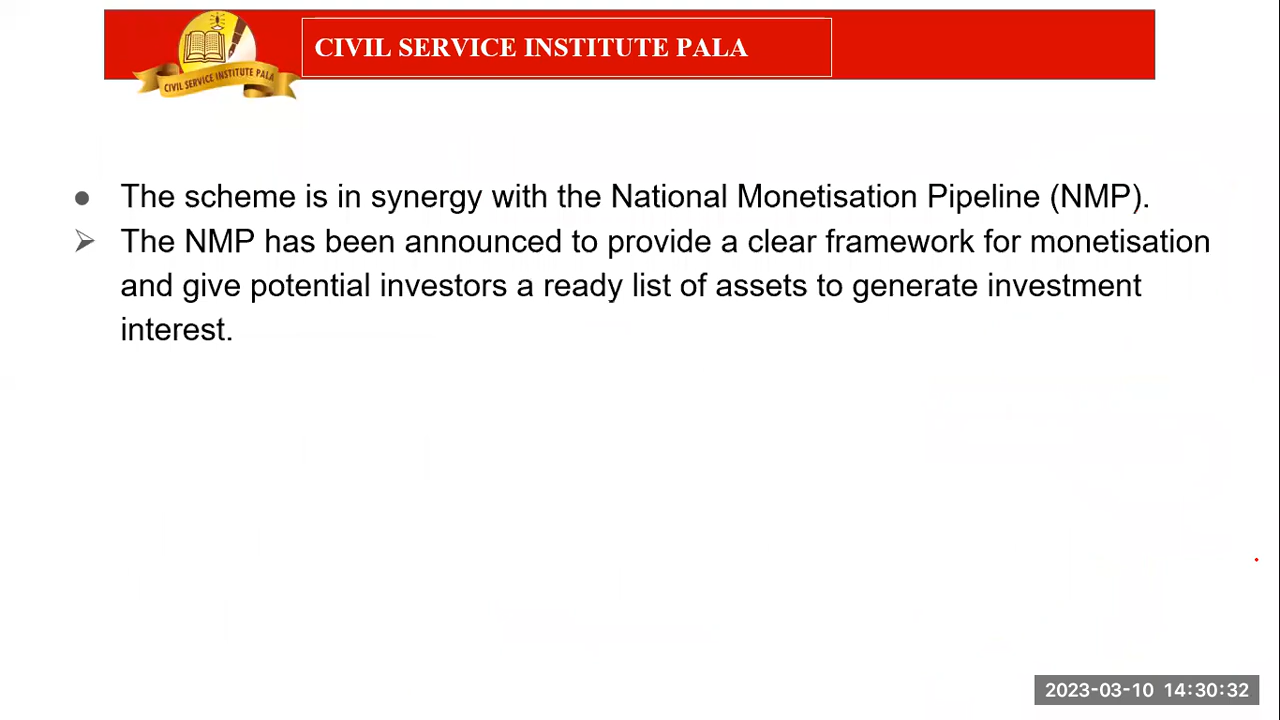 CIVIL SERVICE INSTITUTE PALA
CIVIL SERVICE INSTITUTE PALA
● The scheme is in synergy with the National Monetisation Pipeline (NMP).
➢ The NMP has been announced to provide a clear framework for monetisation
and give potential investors a ready list of assets to generate investment
interest.
2023-03-10 14:30:32